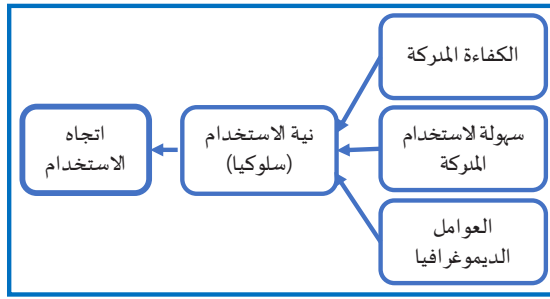 الكفاءة المدركة
سهولة الاستخدام
المدركة
العوامل
الديموغرافيا
نية الاستخدام
(سلوكيا)
اتجاه
الاستخدام